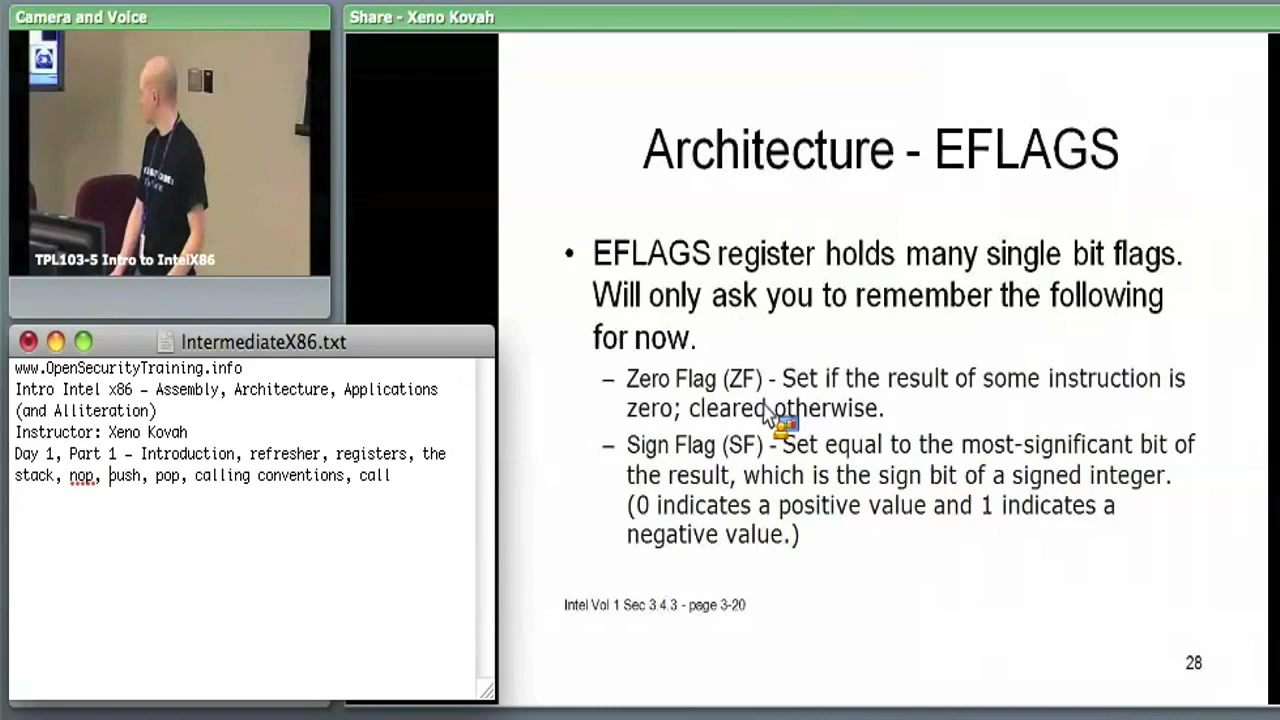 Camera and Voice
TPL103-5 Intro to IntelX86
IntermediateX86.txt
www.OpenSecurityTraining.info
Intro Intel x86 – Assembly, Architecture, Applications
(and Alliteration)
Instructor: Xeno Kovah
Day 1, Part 1 – Introduction, refresher, registers, the
stack, nop, push, pop, calling conventions, call
Share - Xeno Kovah
Architecture - EFLAGS
• EFLAGS register holds many single bit flags.
Will only ask you to remember the following
for now.
– Zero Flag (ZF) - Set if the result of some instruction is
zero; cleared otherwise.
– Sign Flag (SF) - Set equal to the most-significant bit of
the result, which is the sign bit of a signed integer.
(0 indicates a positive value and 1 indicates a
negative value.)
Intel Vol 1 Sec 3.4.3 - page 3-20
28